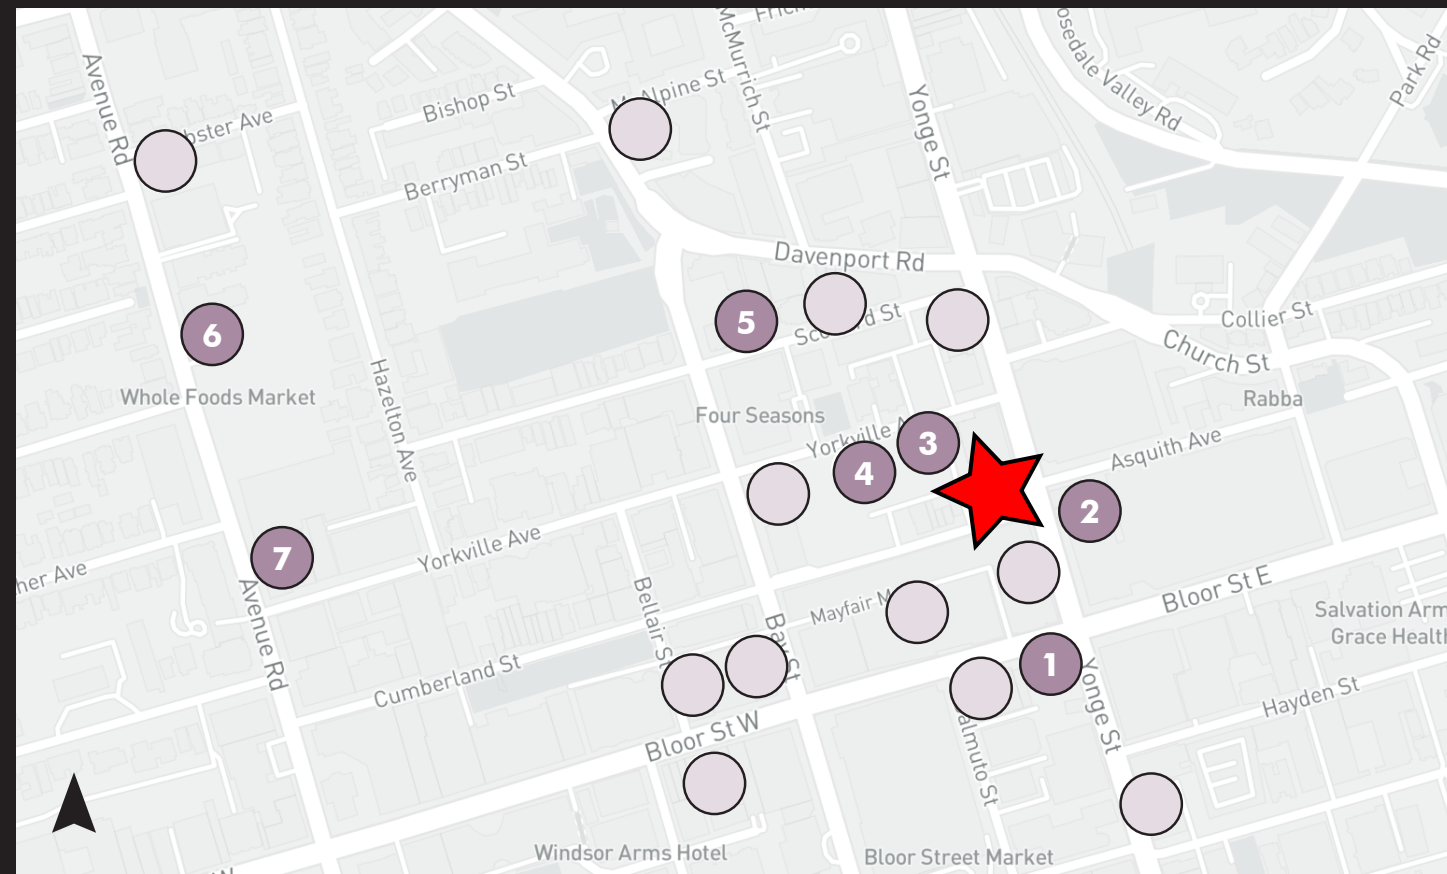 McMurrich St
Avenue Rd
Bishop St
Yonge St
Rosedale Valley Rd
Park Rd
Berryman St
Davenport Rd
Collier St
Church St
5
6
Whole Foods Market
Hazelton Ave
Four Seasons
Rabba
3
4
Asquith Ave
2
Yorkville Ave
7
Avenue Rd
Bellair St
Bay St
Bloor St E
Salvation Arm
Grace Healt
Cumberland St
1
Yonge St
Hayden St
Bloor St W
Windsor Arms Hotel
Bloor Street Market